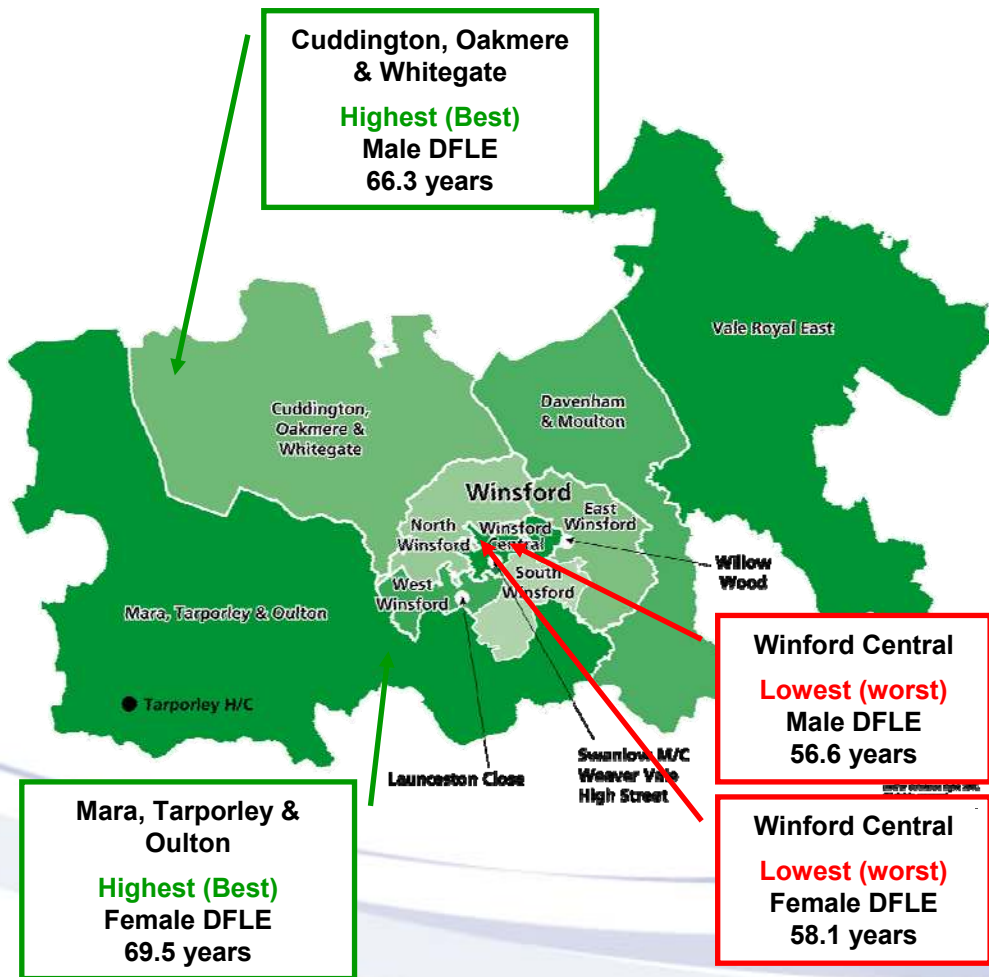 Cuddington, Oakmere
& Whitegate
Highest (Best)
Male DFLE
66.3 years
Vale Royal East
Cuddington,
Oakmere &
Whitegate
Davenham
& Moulton
Winsford
North
Winsford
Winsford
Central
East
Winsford
West
Winsford
South
Winsford
Willow
Wood
Mara, Tarporley & Oulton
Tarporley H/C
Launceston Close
Swanlow M/C
Weaver Vale
High Street
Winford Central
Lowest (worst)
Male DFLE
56.6 years
Mara, Tarporley &
Oulton
Highest (Best)
Female DFLE
69.5 years
Winford Central
Lowest (worst)
Female DFLE
58.1 years